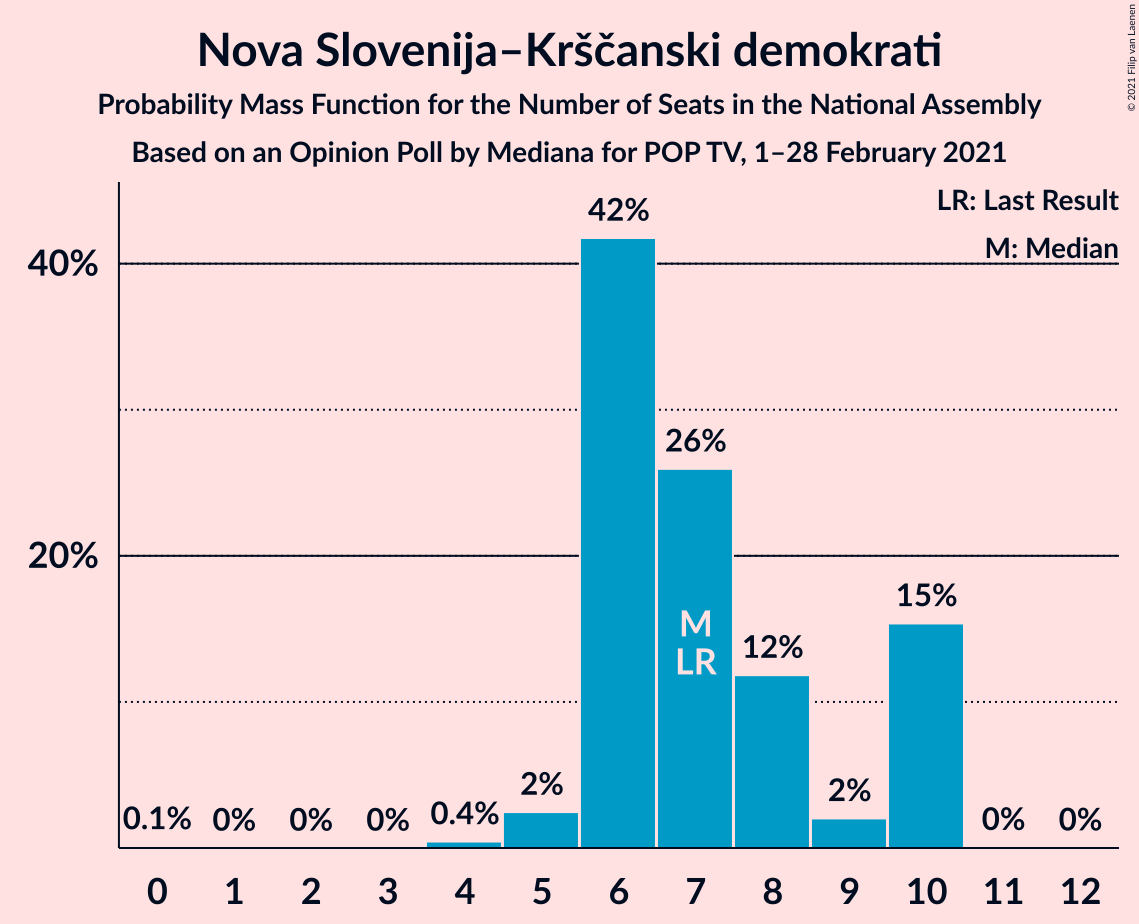 Nova Slovenija–Krščanski demokrati
Probability Mass Function for the Number of Seats in the National Assembly
Based on an Opinion Poll by Mediana for POP TV, 1–28 February 2021
© 2021 Filip van Laenen
LR: Last Result
M: Median
40%
20%
0.1%
0%
0%
0%
0.4%
2%
42%
26%
12%
2%
15%
0%
0%
M
LR
0 1 2 3 4 5 6 7 8 9 10 11 12